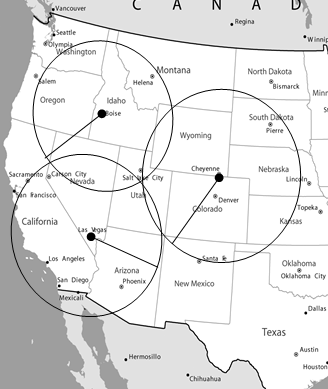 C A N A D
Vancouver
Regina
Seattle
Olympia
Washington
Winnip
Montana
Helena
North Dakota
Bismarck
Salem
Oregon
Idaho
Boise
South Dakota
Pierre
Minn
Wyoming
Sacramento
Carson City
Nevada
Salt Lake City
Cheyenne
Nebraska
Lincoln
San Francisco
Utah
Denver
Colorado
Topeka
Kansas
California
Las Vegas
Los Angeles
Santa Fe
Arizona
Phoenix
Oklahoma
Oklahoma City
San Diego
Mexicali
New Mexico
Dallas
Texas
Hermosillo
Austin
Houston
Chihuahua